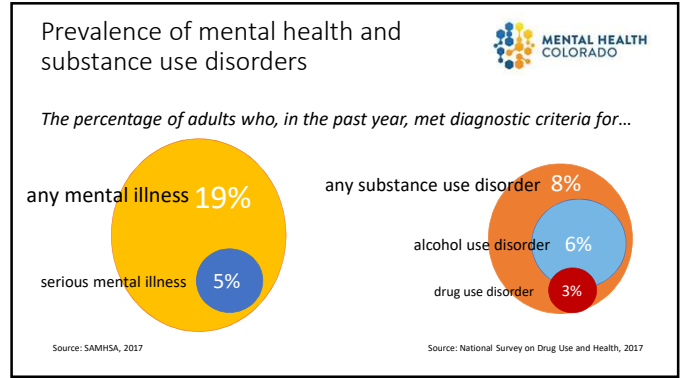 Prevalence of mental health and
substance use disorders
MENTAL HEALTH
COLORADO
The percentage of adults who, in the past year, met diagnostic criteria for…
any mental illness 19%
serious mental illness 5%
any substance use disorder 8%
alcohol use disorder 6%
drug use disorder 3%
Source: SAMHSA, 2017
Source: National Survey on Drug Use and Health, 2017